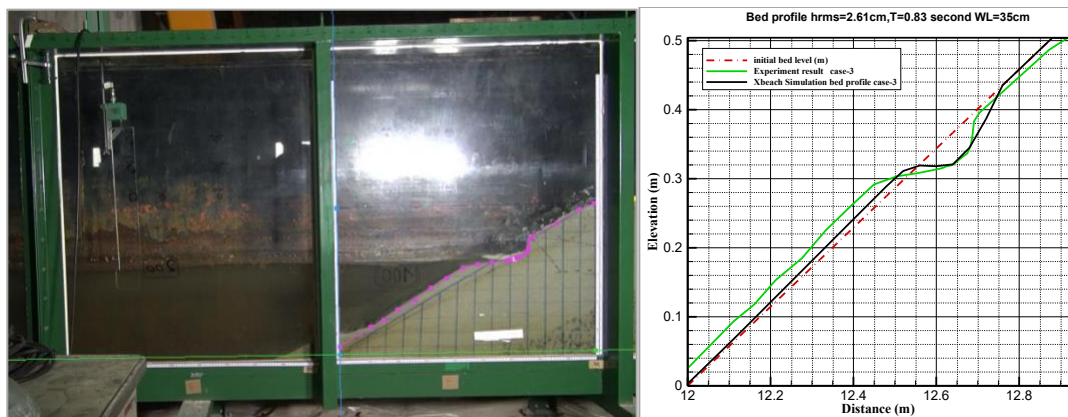 Bed profile hrms=2.61cm,T=0.83 second WL=35cm
initial bed level (m)
Experiment result case-3
Xbeach Simulation bed profile case-3
Elevation (m)
0.5
0.4
0.3
0.2
0.1
0
12
12.2
12.4
12.6
12.8
Distance (m)